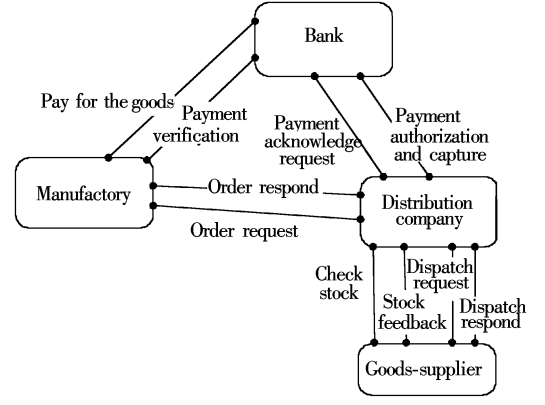 Bank
Pay for the goods
Payment
verification
Payment
acknowledge
request
Payment
authorization
and capture
Manufactory
Order respond
Order request
Distribution
company
Check
stock
Stock
feedback
Dispatch
request
Dispatch
respond
Goods-supplier